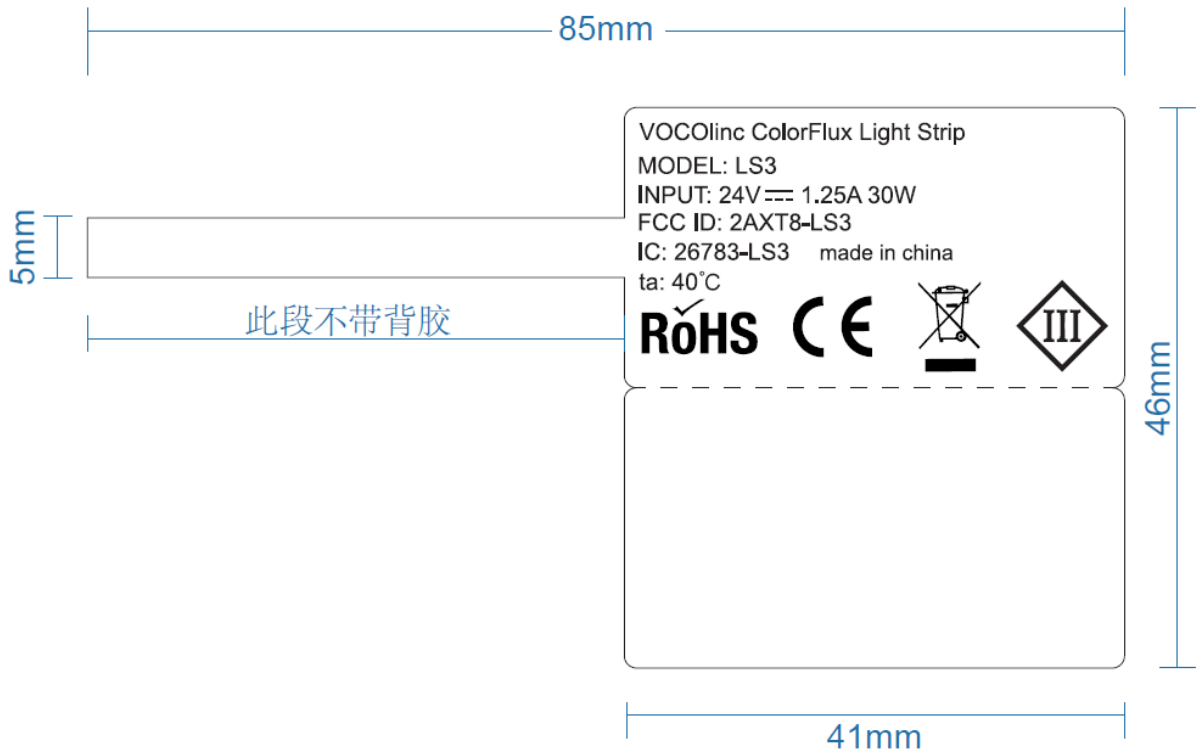 85mm
VOCOlinc ColorFlux Light Strip
MODEL: LS3
INPUT: 24V⎓1.25A 30W
FCC ID: 2AXT8-LS3
IC: 26783-LS3 made in china
ta: 40°C
RoHS CE III
5mm
此段不带背胶
46mm
41mm